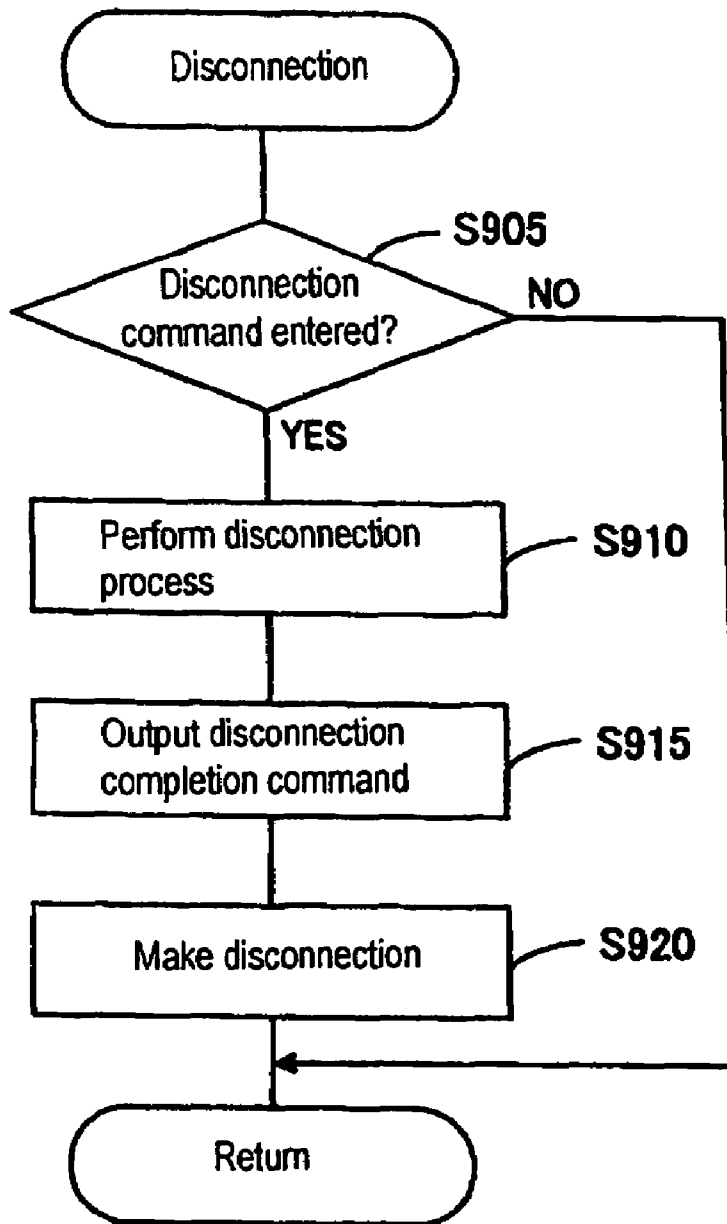 Disconnection
S905
Disconnection
command entered?
NO
YES
Perform disconnection
process
S910
Output disconnection
completion command
S915
Make disconnection
S920
Return